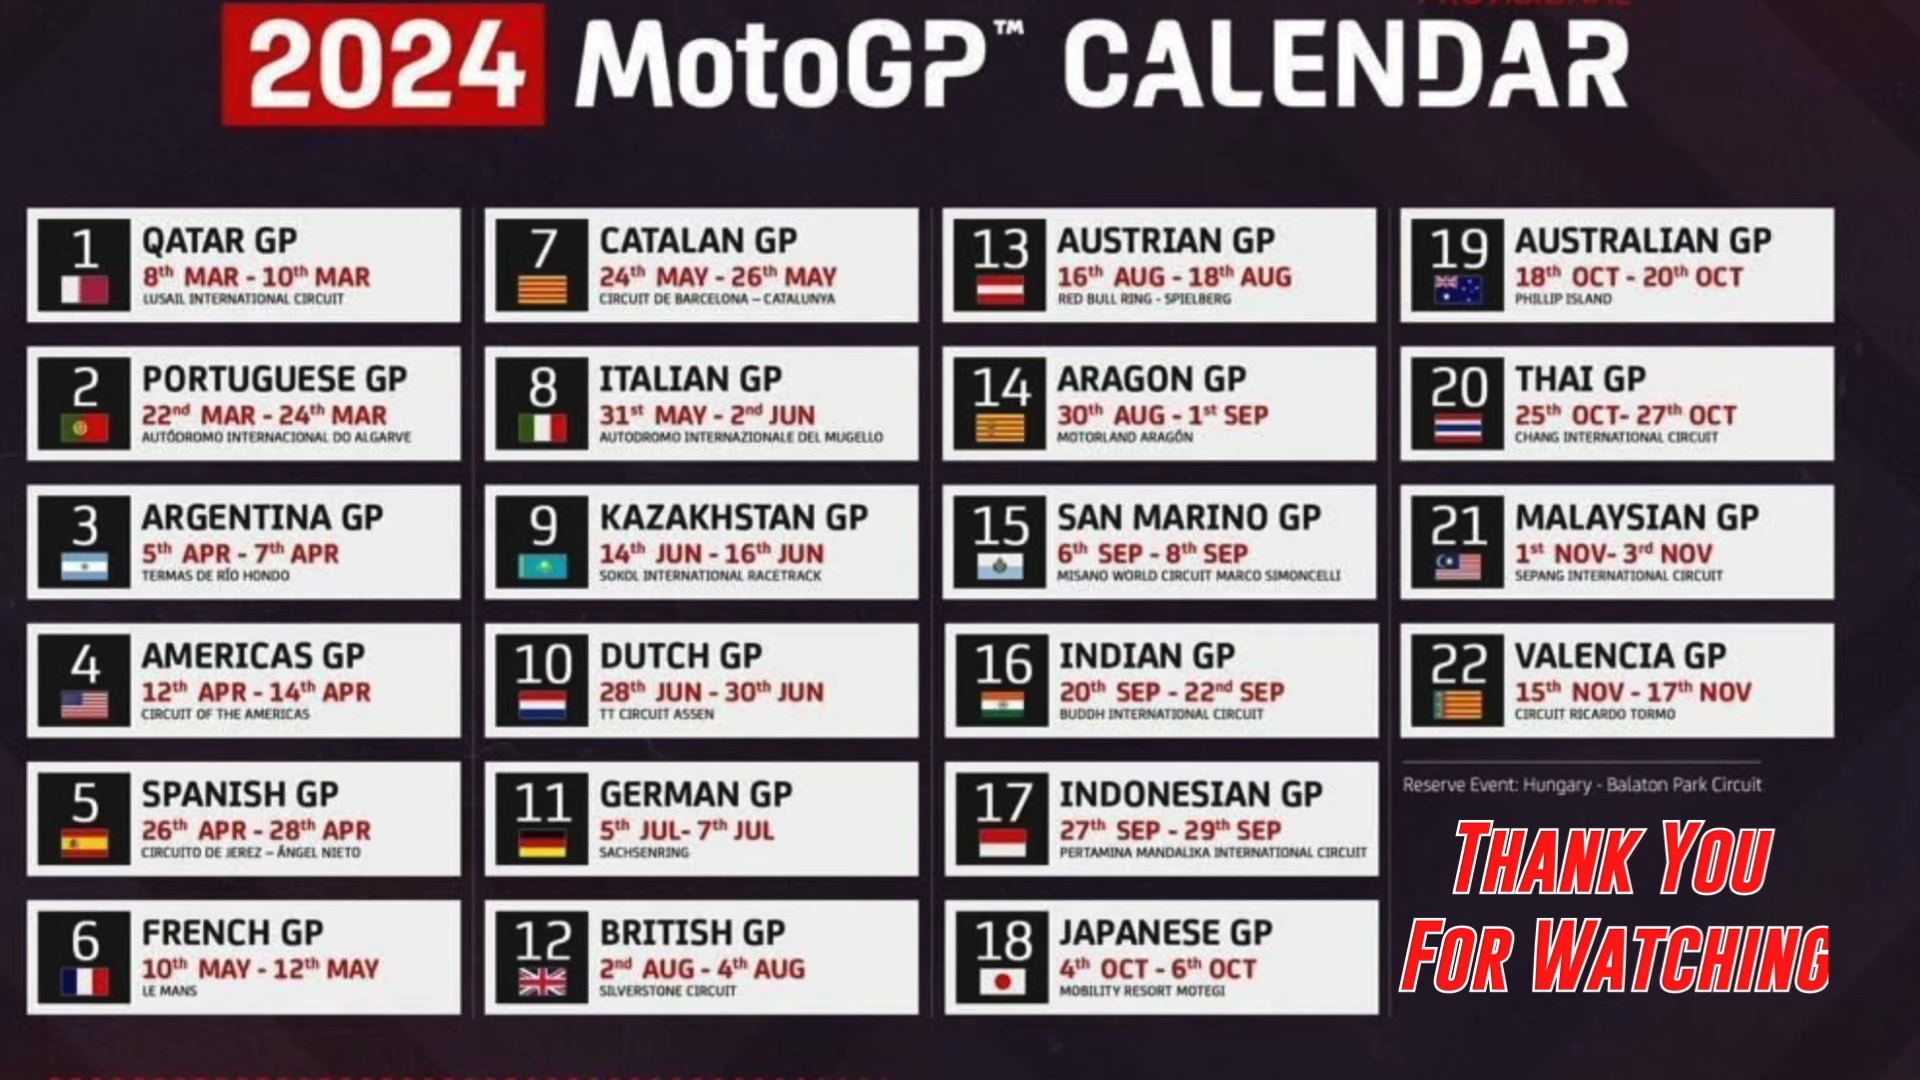 PROVISIONAL
2024 MotoGP™ CALENDAR
1
QATAR GP
8th MAR - 10th MAR
LUSAIL INTERNATIONAL CIRCUIT
2
PORTUGUESE GP
22nd MAR - 24th MAR
AUTÓDROMO INTERNACIONAL DO ALGARVE
3
ARGENTINA GP
5th APR - 7th APR
TERMAS DE RÍO HONDO
4
AMERICAS GP
12th APR - 14th APR
CIRCUIT OF THE AMERICAS
5
SPANISH GP
26th APR - 28th APR
CIRCUITO DE JEREZ – ÁNGEL NIETO
6
FRENCH GP
10th MAY - 12th MAY
LE MANS
7
CATALAN GP
24th MAY - 26th MAY
CIRCUIT DE BARCELONA – CATALUNYA
8
ITALIAN GP
31st MAY - 2nd JUN
AUTODROMO INTERNAZIONALE DEL MUGELLO
9
KAZAKHSTAN GP
14th JUN - 16th JUN
SOKOL INTERNATIONAL RACETRACK
10
DUTCH GP
28th JUN - 30th JUN
TT CIRCUIT ASSEN
11
GERMAN GP
5th JUL- 7th JUL
SACHSENRING
12
BRITISH GP
2nd AUG - 4th AUG
SILVERSTONE CIRCUIT
13
AUSTRIAN GP
16th AUG - 18th AUG
RED BULL RING - SPIELBERG
14
ARAGON GP
30th AUG - 1st SEP
MOTORLAND ARAGÓN
15
SAN MARINO GP
6th SEP - 8th SEP
MISANO WORLD CIRCUIT MARCO SIMONCELLI
16
INDIAN GP
20th SEP - 22nd SEP
BUDDH INTERNATIONAL CIRCUIT
17
INDONESIAN GP
27th SEP - 29th SEP
PERTAMINA MANDALIKA INTERNATIONAL CIRCUIT
18
JAPANESE GP
4th OCT - 6th OCT
MOBILITY RESORT MOTEGI
19
AUSTRALIAN GP
18th OCT - 20th OCT
PHILLIP ISLAND
20
THAI GP
25th OCT- 27th OCT
CHANG INTERNATIONAL CIRCUIT
21
MALAYSIAN GP
1st NOV- 3rd NOV
SEPANG INTERNATIONAL CIRCUIT
22
VALENCIA GP
15th NOV - 17th NOV
CIRCUIT RICARDO TORMO
Reserve Event: Hungary - Balaton Park Circuit
THANK YOU
FOR WATCHING